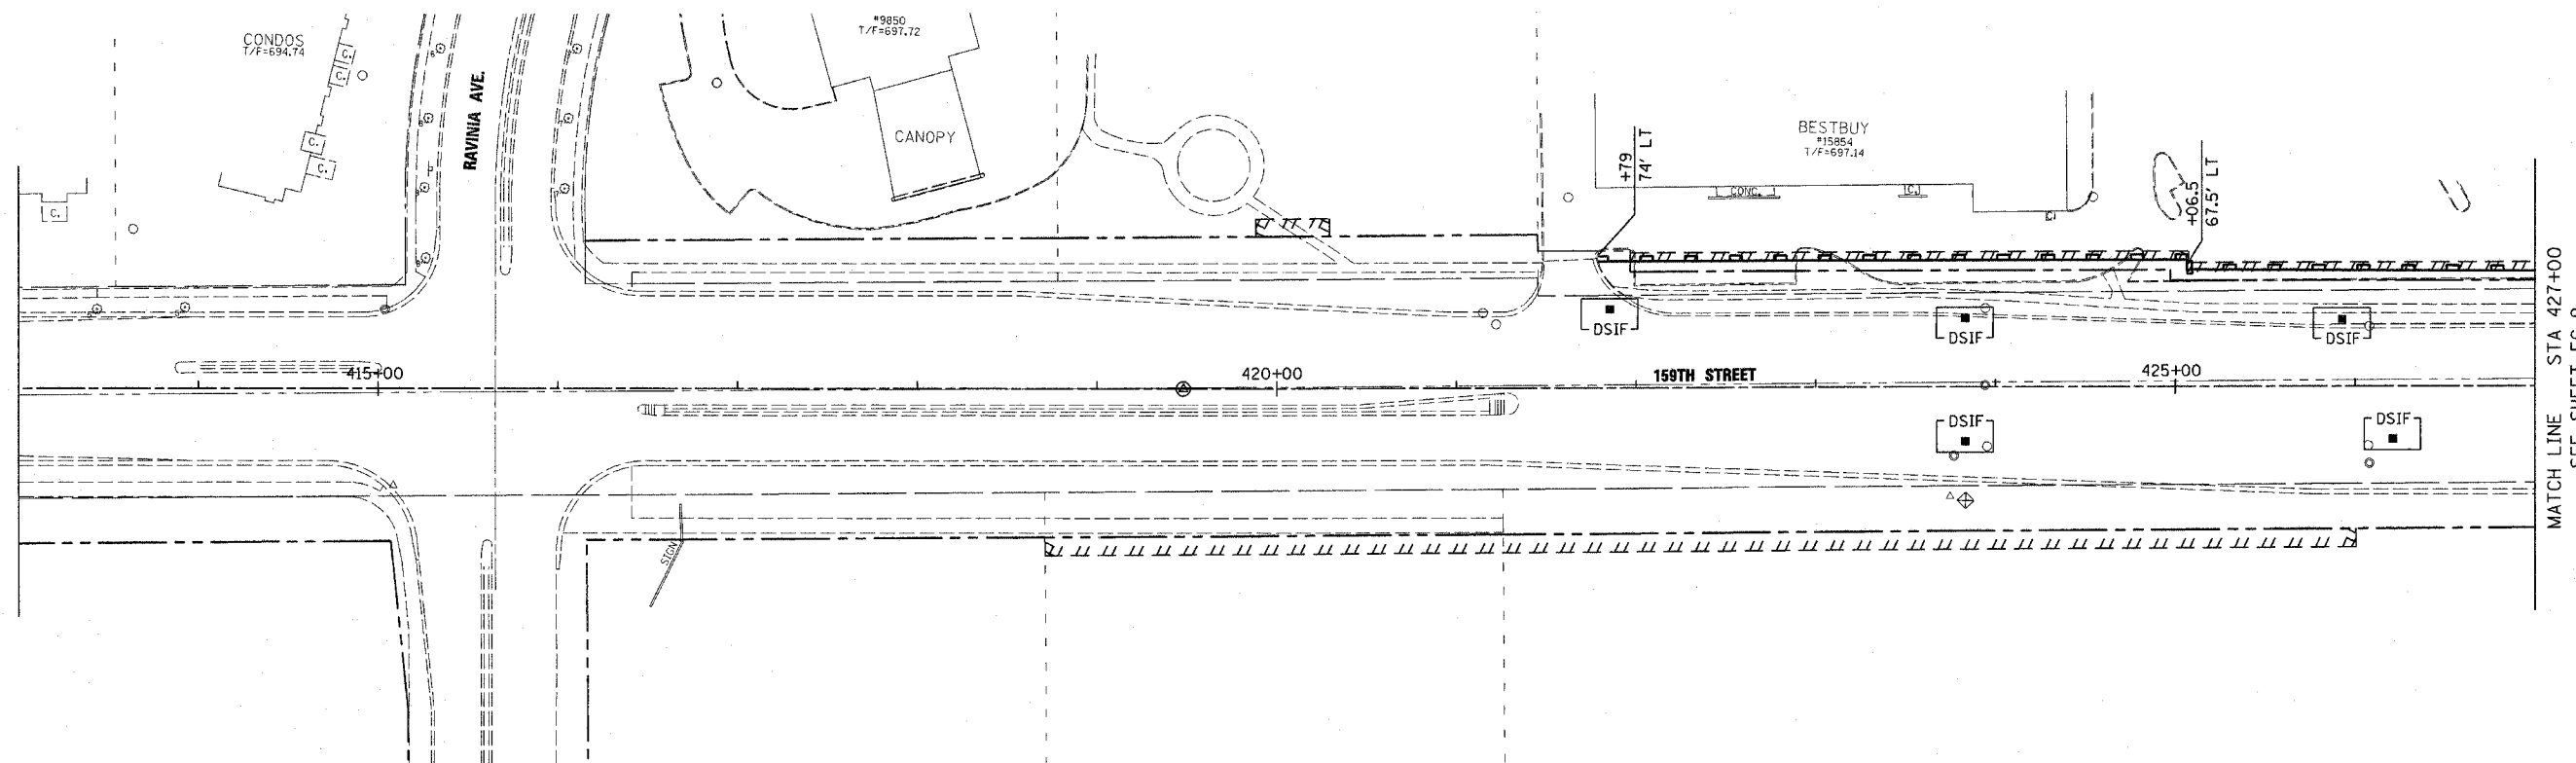 CONDOS
T/F=694.74
C.
C.
C.
C.
C.
RAVINIA AVE.
#9850
T/F=697.72
CANOPY
+79
74' LT
BESTBUY
#15854
T/F=697.14
CONC.
C.
+06.5
67.5' LT
DSIF
DSIF
DSIF
415+00
420+00
159TH STREET
425+00
DSIF
DSIF
SIGN
MATCH LINE STA 427+00